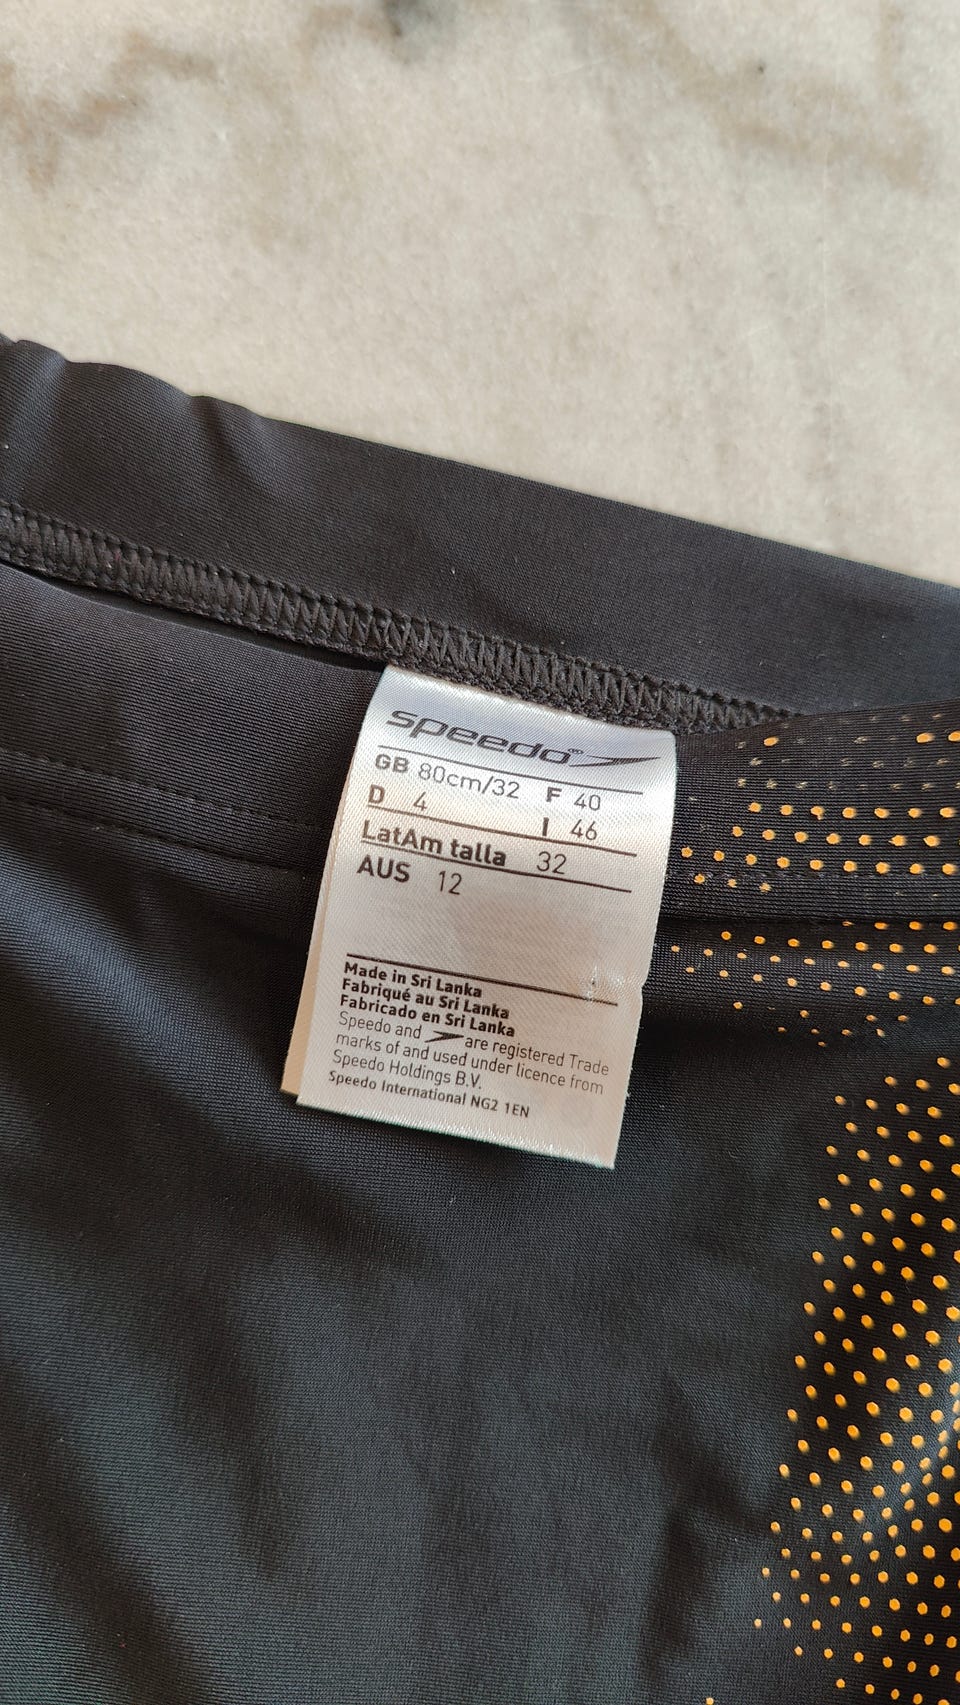 speedo®
GB 80cm/32 F 40
D 4 I 46
LatAm talla 32
AUS 12
Made in Sri Lanka
Fabriqué au Sri Lanka
Fabricado en Sri Lanka
Speedo and are registered Trade
marks of and used under licence from
Speedo Holdings B.V.
Speedo International NG2 1EN